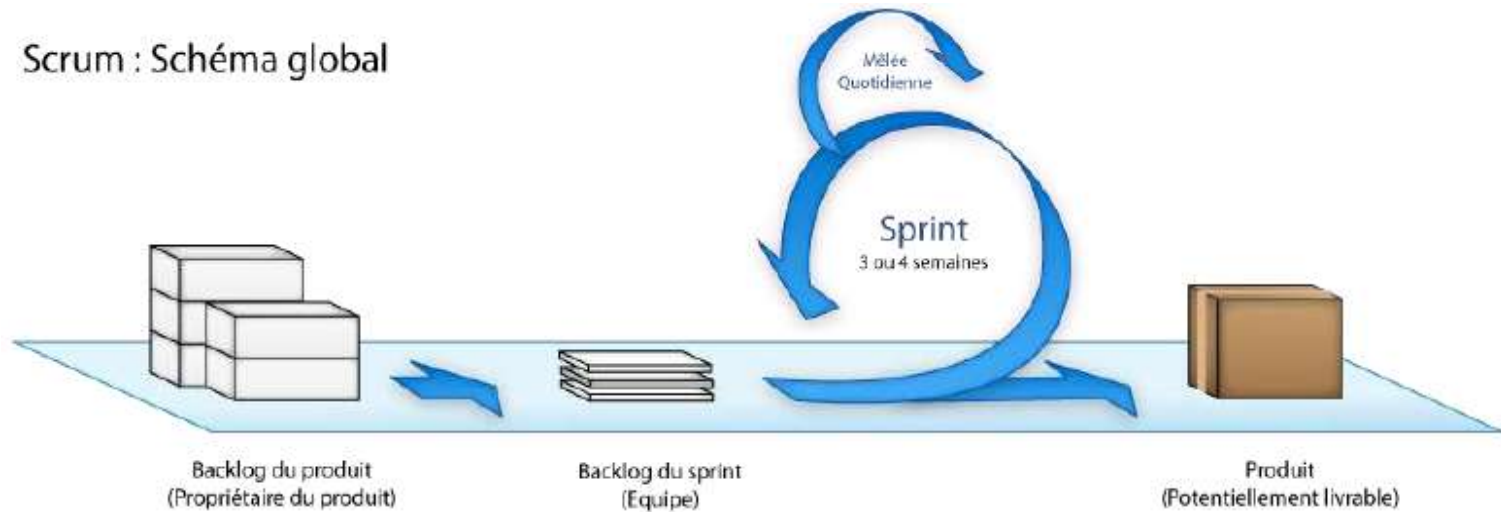 Scrum : Schéma global
Mêlée
Quotidienne
Sprint
3 ou 4 semaines
Backlog du produit
(Propriétaire du produit)
Backlog du sprint
(Equipe)
Produit
(Potentiellement livrable)